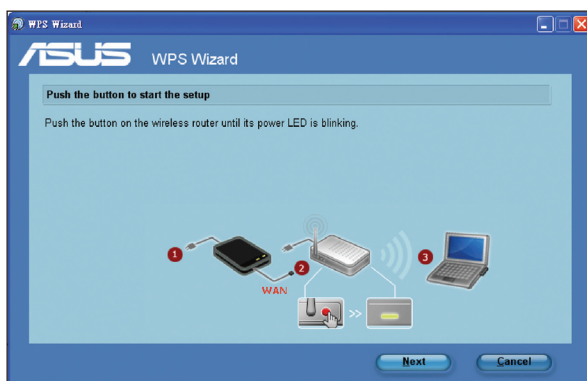 WPS Wizard
ASUS WPS Wizard
Push the button to start the setup
Push the button on the wireless router until its power LED is blinking.
1
2
3
WAN
>>
Next
Cancel